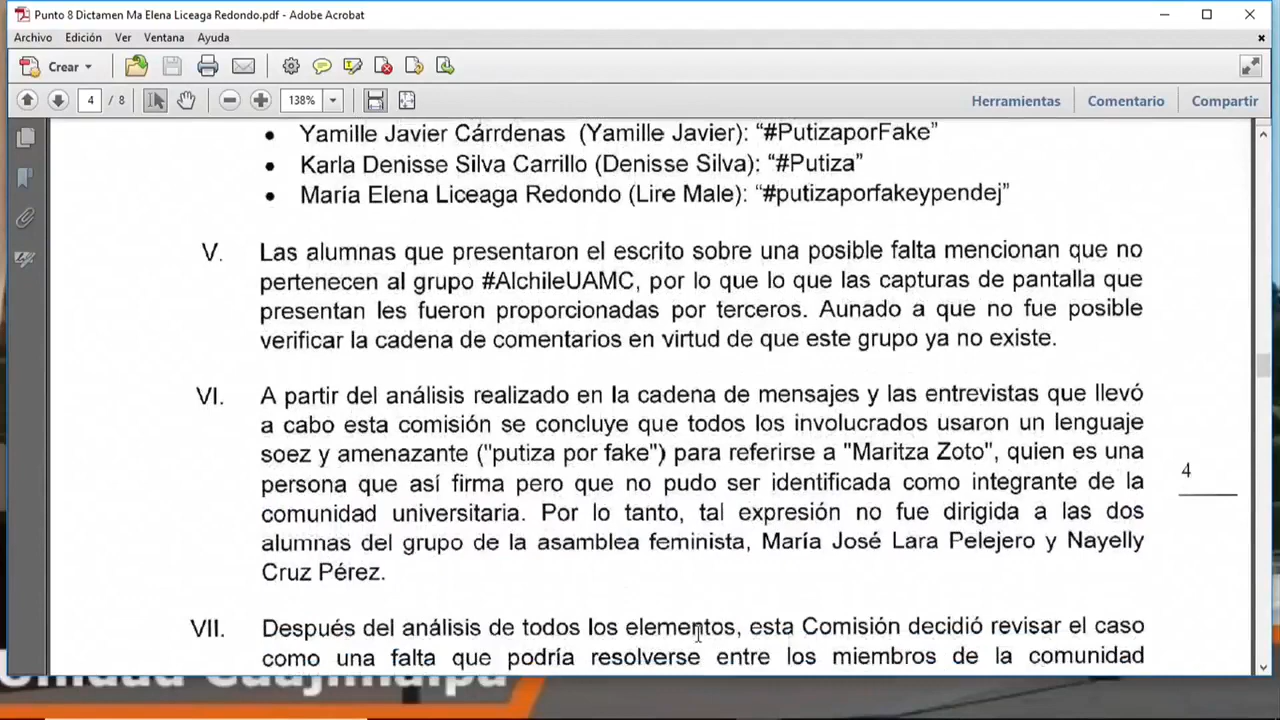 Punto 8 Dictamen Ma Elena Liceaga Redondo.pdf - Adobe Acrobat
Archivo Edición Ver Ventana Ayuda
Crear
4 / 8 138% Herramientas Comentario Compartir
• Yamille Javier Cárrdenas (Yamille Javier): “#PutizaporFake”
• Karla Denisse Silva Carrillo (Denisse Silva): “#Putiza”
• María Elena Liceaga Redondo (Lire Male): “#putizaporfakeypendej”
V. Las alumnas que presentaron el escrito sobre una posible falta mencionan que no
pertenecen al grupo #AlchileUAMC, por lo que lo que las capturas de pantalla que
presentan les fueron proporcionadas por terceros. Aunado a que no fue posible
verificar la cadena de comentarios en virtud de que este grupo ya no existe.
VI. A partir del análisis realizado en la cadena de mensajes y las entrevistas que llevó
a cabo esta comisión se concluye que todos los involucrados usaron un lenguaje
soez y amenazante ("putiza por fake") para referirse a "Maritza Zoto", quien es una
persona que así firma pero que no pudo ser identificada como integrante de la
comunidad universitaria. Por lo tanto, tal expresión no fue dirigida a las dos
alumnas del grupo de la asamblea feminista, María José Lara Pelejero y Nayelly
Cruz Pérez.
4
VII. Después del análisis de todos los elementos, esta Comisión decidió revisar el caso
como una falta que podría resolverse entre los miembros de la comunidad
Unidad Cuajimalpa